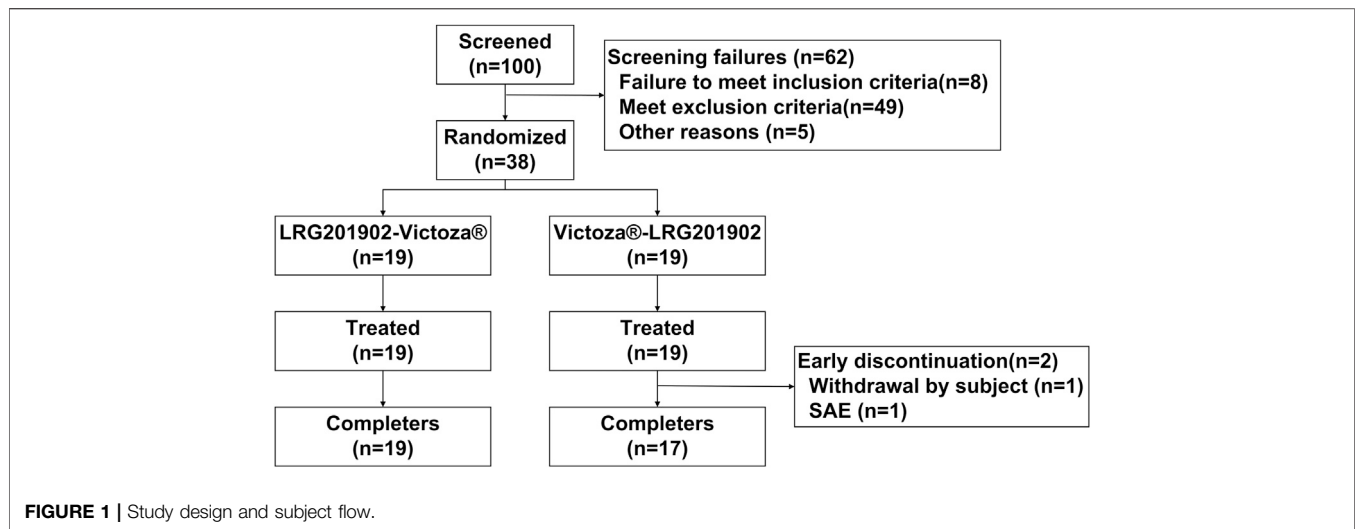 Screened
(n=100)
Screening failures (n=62)
Failure to meet inclusion criteria(n=8)
Meet exclusion criteria(n=49)
Other reasons (n=5)
Randomized
(n=38)
LRG201902-Victoza®
(n=19)
Victoza®-LRG201902
(n=19)
Treated
(n=19)
Treated
(n=19)
Early discontinuation(n=2)
Withdrawal by subject (n=1)
SAE (n=1)
Completers
(n=19)
Completers
(n=17)
FIGURE 1 | Study design and subject flow.